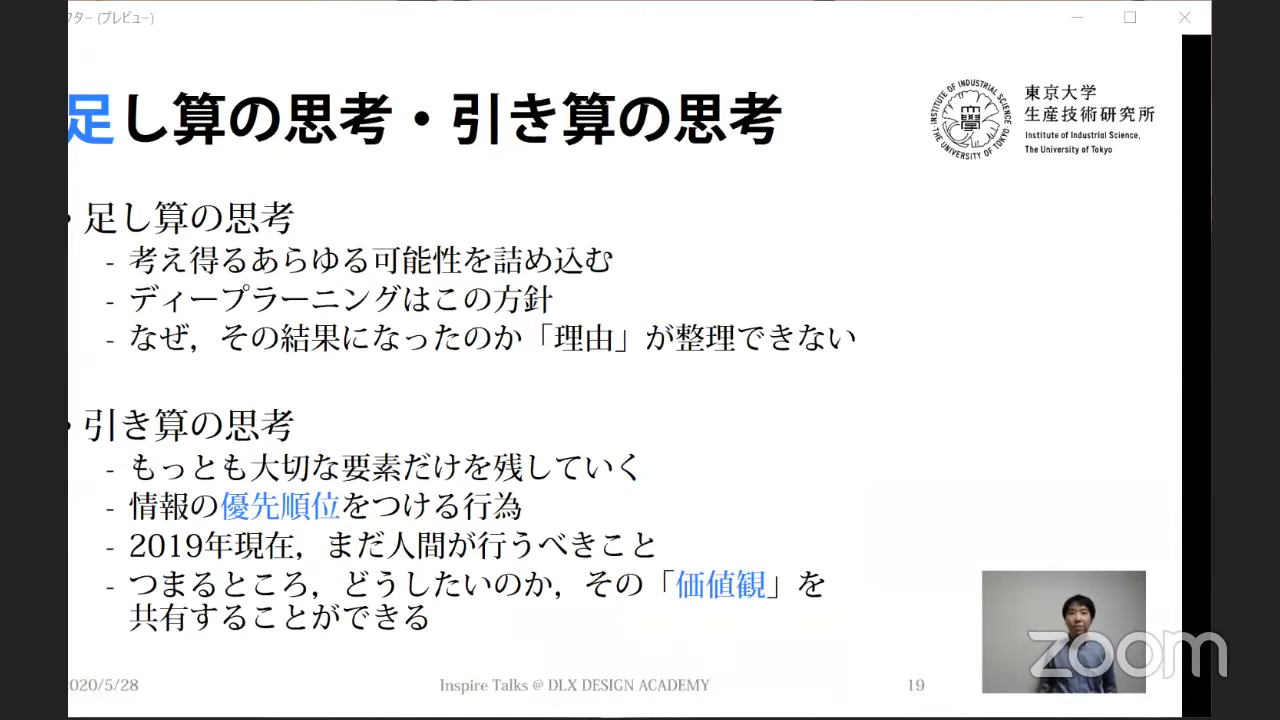 ター (プレビュー)
足し算の思考・引き算の思考
東京大学
生産技術研究所
Institute of Industrial Science,
The University of Tokyo
INSTITUTE OF INDUSTRIAL SCIENCE
THE UNIVERSITY OF TOKYO
學
・足し算の思考
- 考え得るあらゆる可能性を詰め込む
- ディープラーニングはこの方針
- なぜ，その結果になったのか「理由」が整理できない
・引き算の思考
- もっとも大切な要素だけを残していく
- 情報の優先順位をつける行為
- 2019年現在，まだ人間が行うべきこと
- つまるところ，どうしたいのか，その「価値観」を
共有することができる
020/5/28
Inspire Talks @ DLX DESIGN ACADEMY
19
zoom